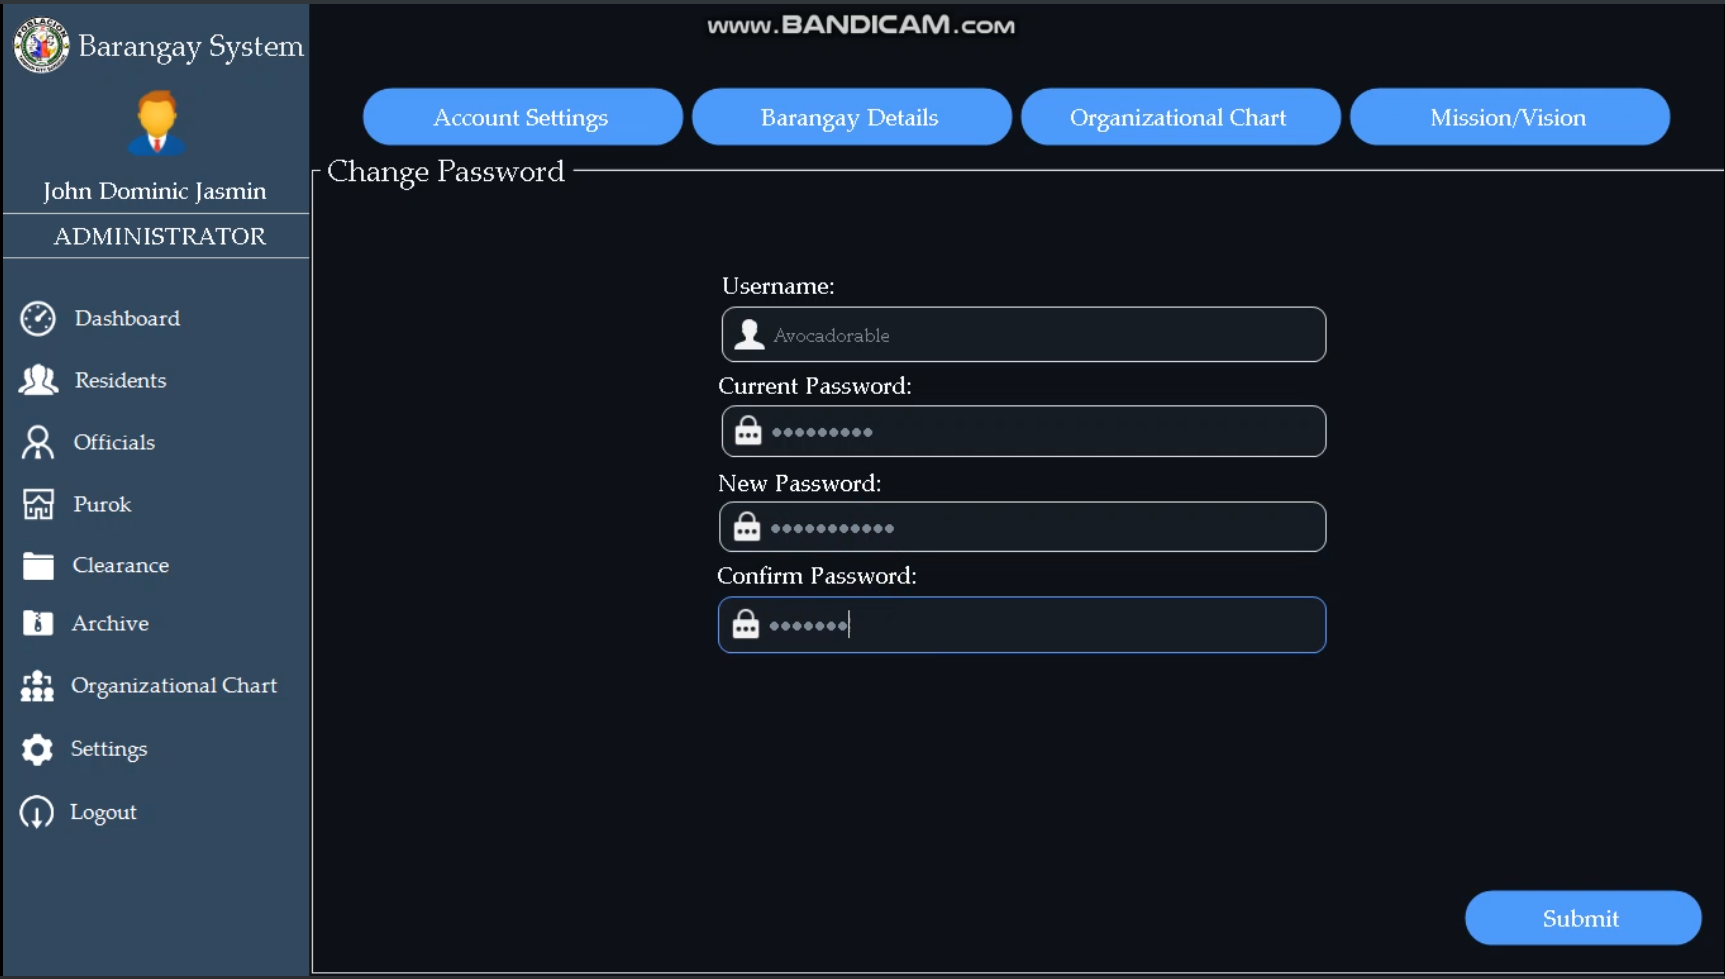 www.BANDICAM.com
Barangay System
John Dominic Jasmin
ADMINISTRATOR
Dashboard
Residents
Officials
Purok
Clearance
Archive
Organizational Chart
Settings
Logout
Account Settings
Barangay Details
Organizational Chart
Mission/Vision
Change Password
Username:
Avocadorable
Current Password:
•••••••••
New Password:
•••••••••••
Confirm Password:
•••••••
Submit